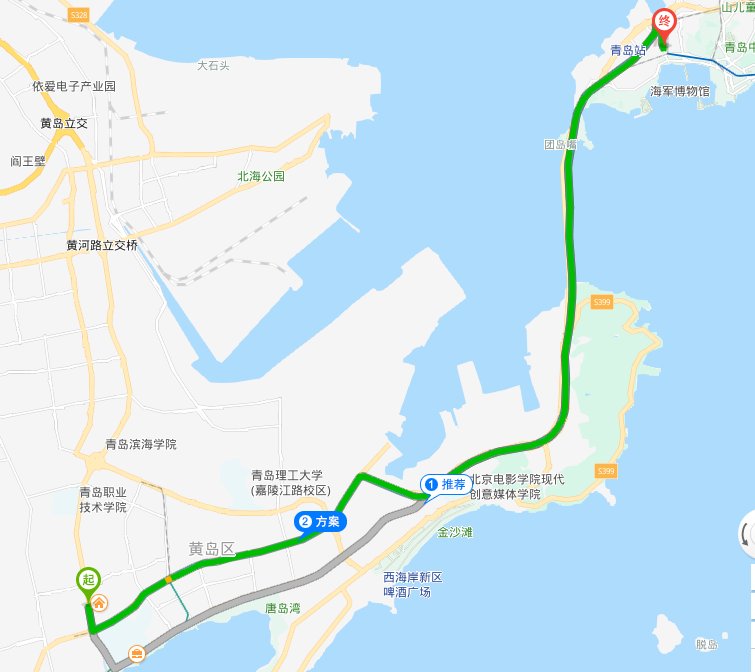 S328
山儿童
终
青岛站
青岛中
大石头
依爱电子产业园
海军博物馆
黄岛立交
团岛嘴
阎王壁
北海公园
黄河路立交桥
S399
青岛滨海学院
S399
青岛理工大学
(嘉陵江路校区)
1 推荐
北京电影学院现代
创意媒体学院
青岛职业
技术学院
2 方案
金沙滩
黄岛区
起
西海岸新区
啤酒广场
唐岛湾
脱岛